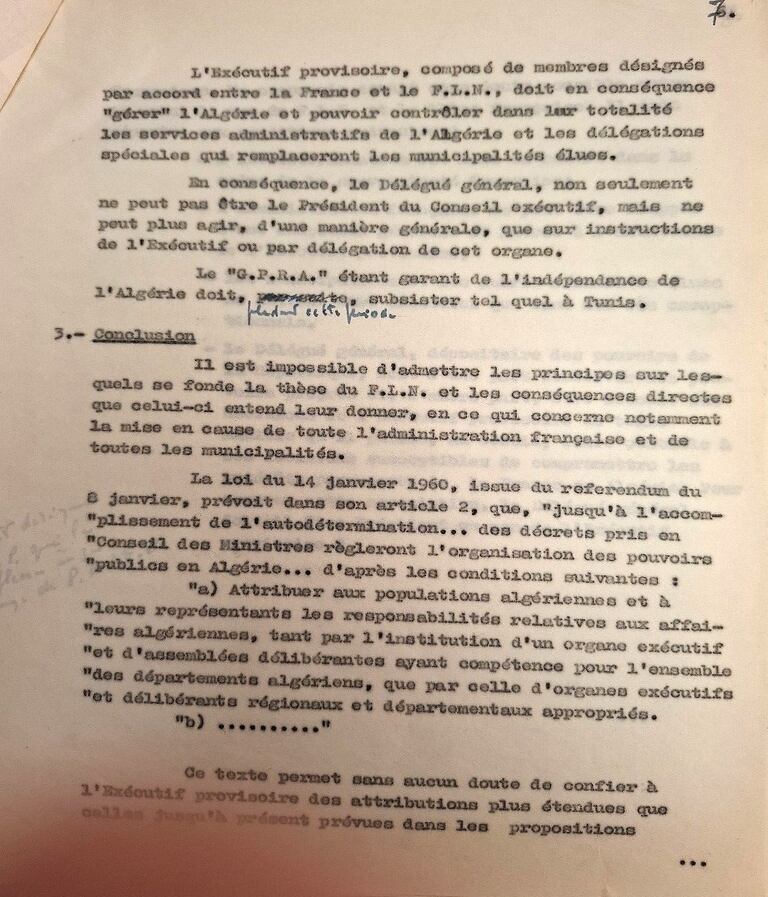 7.
L'Exécutif provisoire, composé de membres désignés
par accord entre la France et le F.L.N., doit en conséquence
"gérer" l'Algérie et pouvoir contrôler dans leur totalité
les services administratifs de l'Algérie et les délégations
spéciales qui remplaceront les municipalités élues.
En conséquence, le Délégué général, non seulement
ne peut pas être le Président du Conseil exécutif, mais ne
peut plus agir, d'une manière générale, que sur instructions
de l'Exécutif ou par délégation de cet organe.
Le "G.P.R.A." étant garant de l'indépendance de
l'Algérie doit, subsister tel quel à Tunis.
pendant cette période
3.- Conclusion
Il est impossible d'admettre les principes sur les-
quels se fonde la thèse du F.L.N. et les conséquences directes
que celui-ci entend leur donner, en ce qui concerne notamment
la mise en cause de toute l'administration française et de
toutes les municipalités.
La loi du 14 janvier 1960, issue du referendum du
8 janvier, prévoit dans son article 2, que, "jusqu'à l'accom-
"plissement de l'autodétermination... des décrets pris en
"Conseil des Ministres règleront l'organisation des pouvoirs
"publics en Algérie... d'après les conditions suivantes :
"a) Attribuer aux populations algériennes et à
"leurs représentants les responsabilités relatives aux affai-
"res algériennes, tant par l'institution d'un organe exécutif
"et d'assemblées délibérantes ayant compétence pour l'ensemble
"des départements algériens, que par celle d'organes exécutifs
"et délibérants régionaux et départementaux appropriés.
"b) .........."
Ce texte permet sans aucun doute de confier à
l'Exécutif provisoire des attributions plus étendues que
celles jusqu'à présent prévues dans les propositions
...